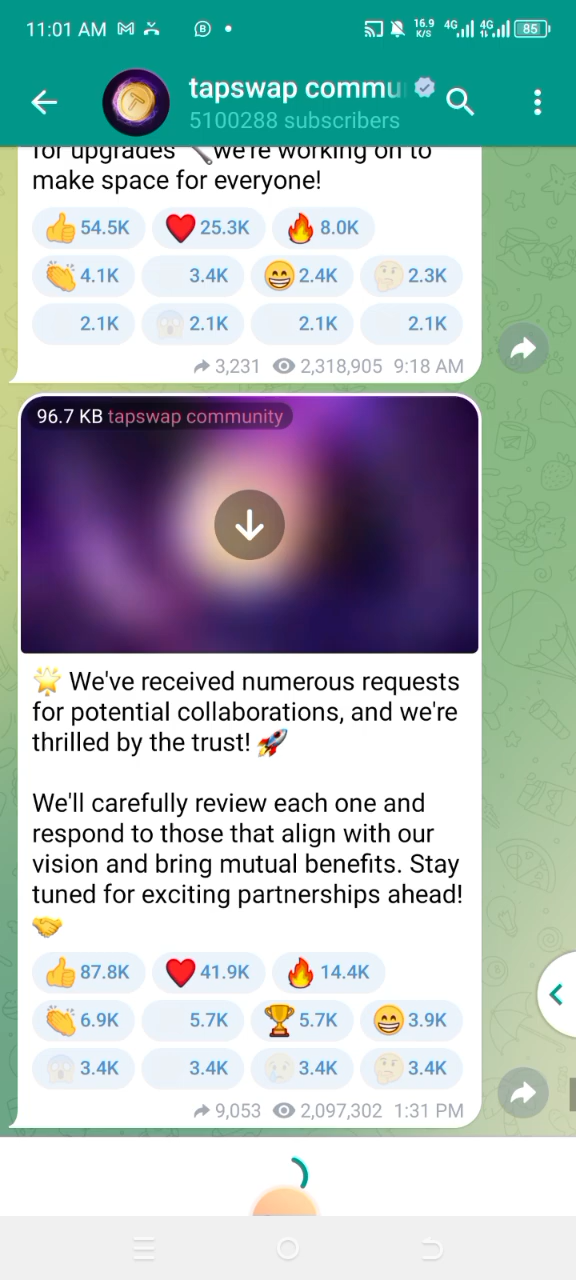 11:01 AM
16.9 K/S 4G 4G 85
tapswap commu
5100288 subscribers
for upgrades 🪄we're working on to
make space for everyone!
👍 54.5K ❤️ 25.3K 🔥 8.0K
👏 4.1K 3.4K 😁 2.4K 🤔 2.3K
2.1K 😱 2.1K 2.1K 2.1K
3,231 2,318,905 9:18 AM
96.7 KB tapswap community
🌟 We've received numerous requests
for potential collaborations, and we're
thrilled by the trust! 🚀
We'll carefully review each one and
respond to those that align with our
vision and bring mutual benefits. Stay
tuned for exciting partnerships ahead!
🤝
👍 87.8K ❤️ 41.9K 🔥 14.4K
👏 6.9K 5.7K 🏆 5.7K 😁 3.9K
😱 3.4K 3.4K 😢 3.4K 🤔 3.4K
9,053 2,097,302 1:31 PM